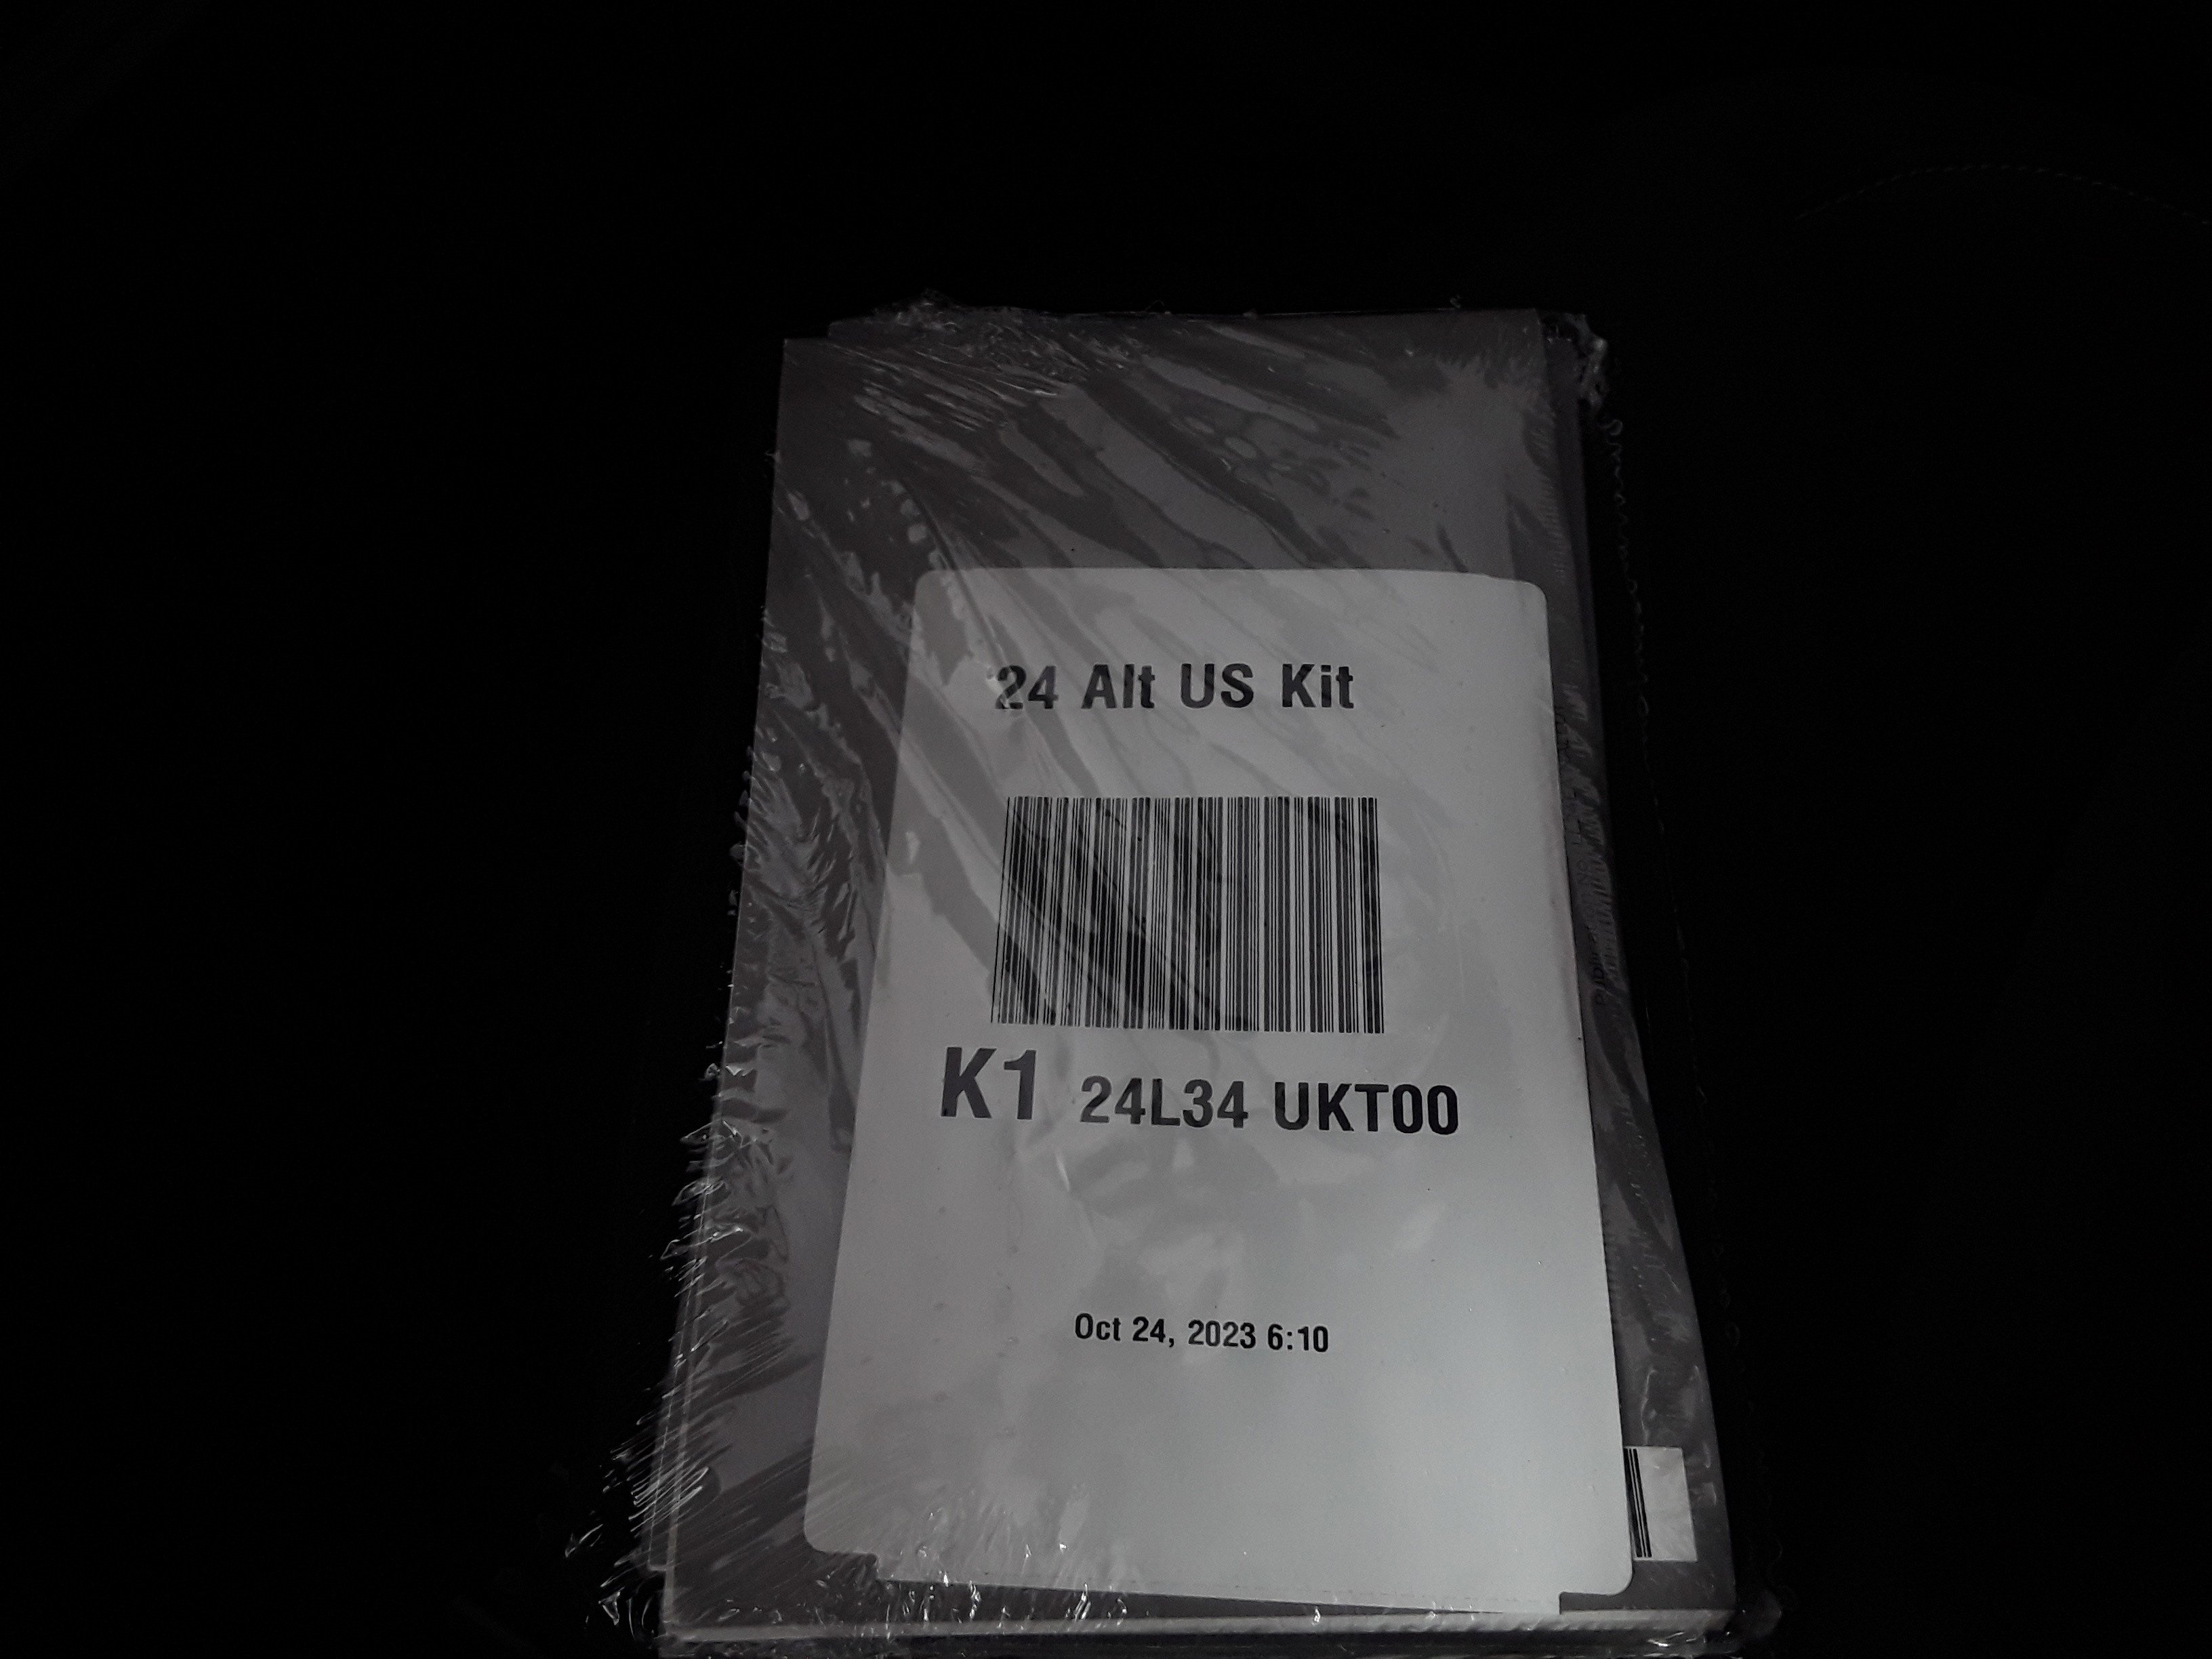 '24 Alt US Kit
K1 24L34 UKT00
Oct 24, 2023 6:10